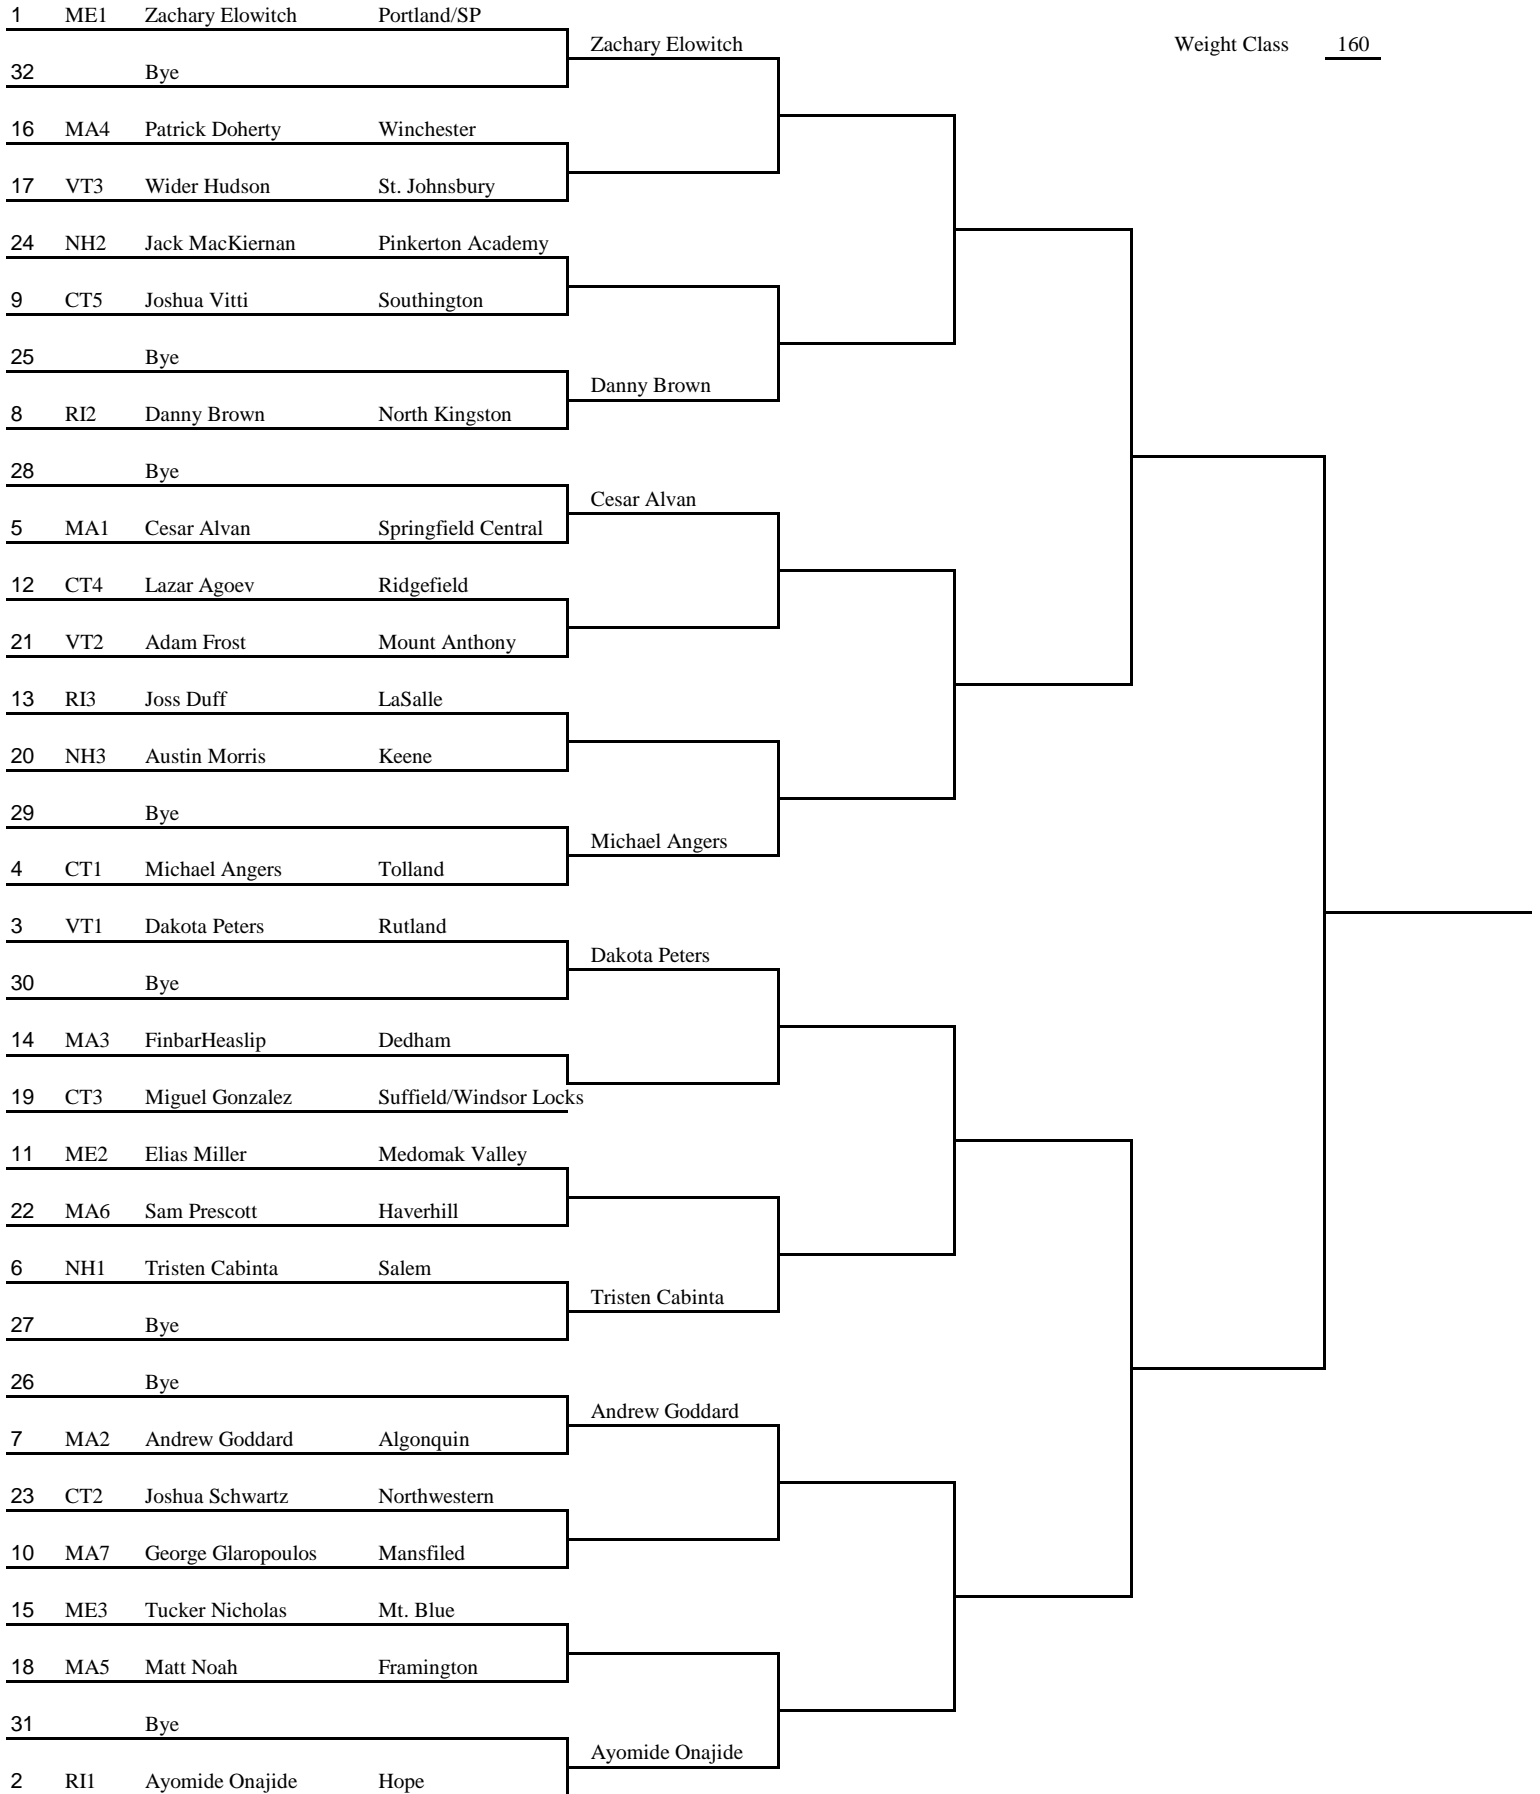 1 ME1 Zachary Elowitch Portland/SP
Zachary Elowitch Weight Class 160
32 Bye
16 MA4 Patrick Doherty Winchester
17 VT3 Wider Hudson St. Johnsbury
24 NH2 Jack MacKiernan Pinkerton Academy
9 CT5 Joshua Vitti Southington
25 Bye
Danny Brown
8 RI2 Danny Brown North Kingston
28 Bye
Cesar Alvan
5 MA1 Cesar Alvan Springfield Central
12 CT4 Lazar Agoev Ridgefield
21 VT2 Adam Frost Mount Anthony
13 RI3 Joss Duff LaSalle
20 NH3 Austin Morris Keene
29 Bye
Michael Angers
4 CT1 Michael Angers Tolland
3 VT1 Dakota Peters Rutland
Dakota Peters
30 Bye
14 MA3 FinbarHeaslip Dedham
19 CT3 Miguel Gonzalez Suffield/Windsor Locks
11 ME2 Elias Miller Medomak Valley
22 MA6 Sam Prescott Haverhill
6 NH1 Tristen Cabinta Salem
Tristen Cabinta
27 Bye
26 Bye
Andrew Goddard
7 MA2 Andrew Goddard Algonquin
23 CT2 Joshua Schwartz Northwestern
10 MA7 George Glaropoulos Mansfiled
15 ME3 Tucker Nicholas Mt. Blue
18 MA5 Matt Noah Framington
31 Bye
Ayomide Onajide
2 RI1 Ayomide Onajide Hope